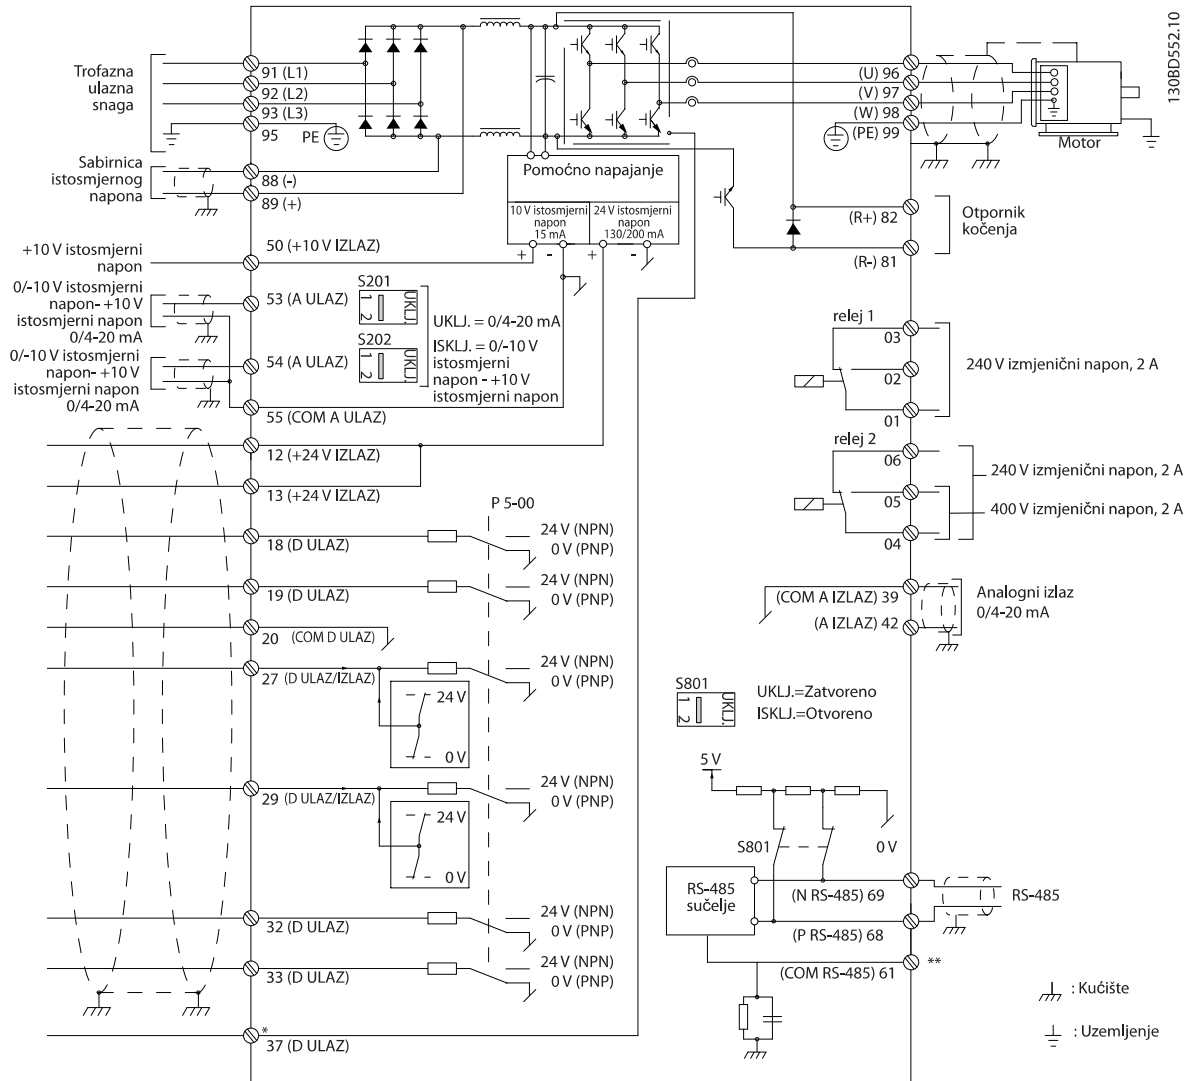 130BD552.10
Trofazna
ulazna
snaga
91 (L1)
92 (L2)
93 (L3)
95
PE
Sabirnica
istosmjernog
napona
88 (-)
89 (+)
Pomoćno napajanje
10 V istosmjerni
napon
15 mA
24 V istosmjerni
napon
130/200 mA
+
-
+
-
(U) 96
(V) 97
(W) 98
(PE) 99
Motor
(R+) 82
(R-) 81
Otpornik
kočenja
+10 V istosmjerni
napon
50 (+10 V IZLAZ)
0/-10 V istosmjerni
napon- +10 V
istosmjerni napon
0/4-20 mA
53 (A ULAZ)
0/-10 V istosmjerni
napon- +10 V
istosmjerni napon
0/4-20 mA
54 (A ULAZ)
55 (COM A ULAZ)
S201
1
2
UKLJ.
S202
1
2
UKLJ.
UKLJ. = 0/4-20 mA
ISKLJ. = 0/-10 V
istosmjerni
napon - +10 V
istosmjerni napon
12 (+24 V IZLAZ)
13 (+24 V IZLAZ)
P 5-00
18 (D ULAZ)
24 V (NPN)
0 V (PNP)
19 (D ULAZ)
24 V (NPN)
0 V (PNP)
20 (COM D ULAZ)
27 (D ULAZ/IZLAZ)
24 V (NPN)
0 V (PNP)
24 V
0 V
29 (D ULAZ/IZLAZ)
24 V (NPN)
0 V (PNP)
24 V
0 V
32 (D ULAZ)
24 V (NPN)
0 V (PNP)
33 (D ULAZ)
24 V (NPN)
0 V (PNP)
*
37 (D ULAZ)
relej 1
03
02
01
240 V izmjenični napon, 2 A
relej 2
06
05
04
240 V izmjenični napon, 2 A
400 V izmjenični napon, 2 A
(COM A IZLAZ) 39
(A IZLAZ) 42
Analogni izlaz
0/4-20 mA
S801
1
2
UKLJ.
UKLJ.=Zatvoreno
ISKLJ.=Otvoreno
5 V
S801
0 V
RS-485
sučelje
(N RS-485) 69
(P RS-485) 68
(COM RS-485) 61
RS-485
**
: Kućište
: Uzemljenje